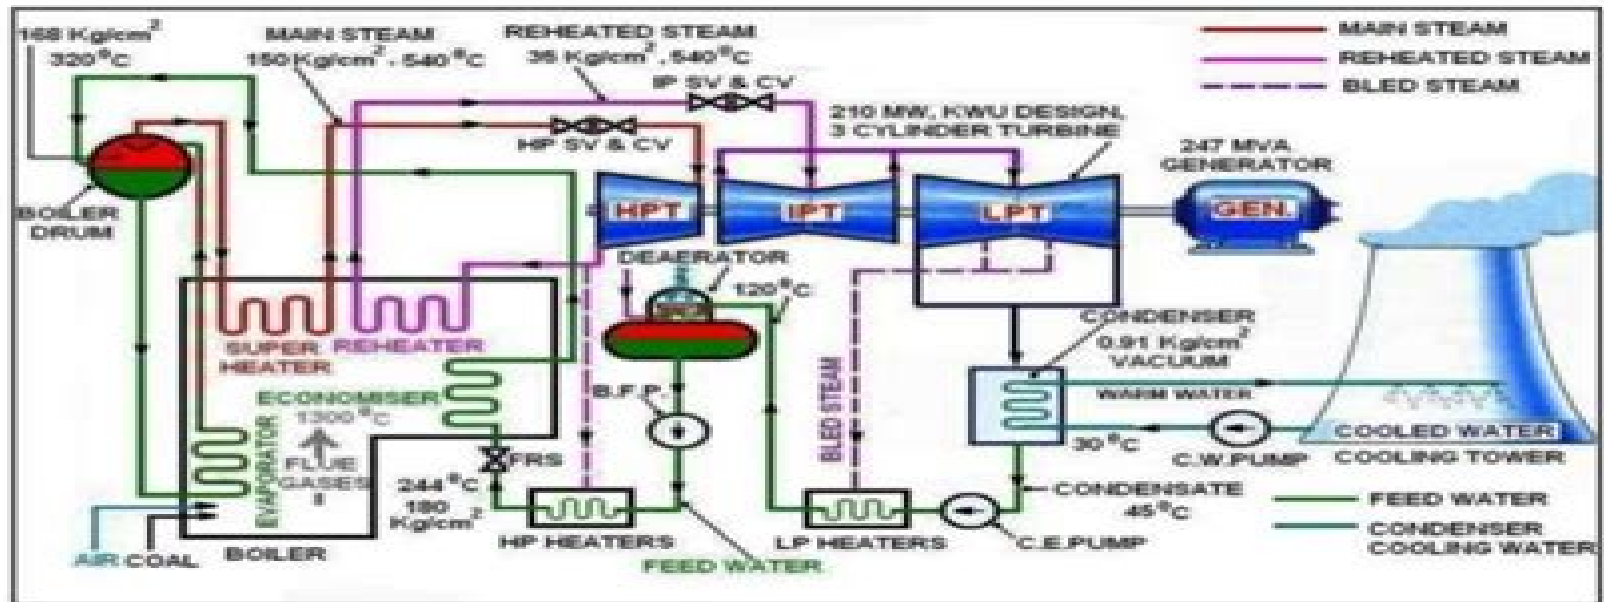 168 Kg/cm²
320°C
MAIN STEAM
150 Kg/cm², 540°C
REHEATED STEAM
35 Kg/cm², 540°C
IP SV & CV
HP SV & CV
MAIN STEAM
REHEATED STEAM
BLED STEAM
210 MW, KWU DESIGN,
3 CYLINDER TURBINE
247 MVA
GENERATOR
BOILER
DRUM
HPT
IPT
LPT
GEN.
DEAERATOR
120°C
SUPER
HEATER
REHEATER
CONDENSER
0.91 Kg/cm²
VACUUM
WARM WATER
ECONOMISER
1300°C
FLUE
GASES
EVAPORATOR
B.F.P.
BLED STEAM
30°C
C.W.PUMP
COOLED WATER
COOLING TOWER
FRS
244°C
180
Kg/cm²
CONDENSATE
45°C
FEED WATER
CONDENSER
COOLING WATER
AIR
COAL
BOILER
HP HEATERS
LP HEATERS
C.E.PUMP
FEED WATER